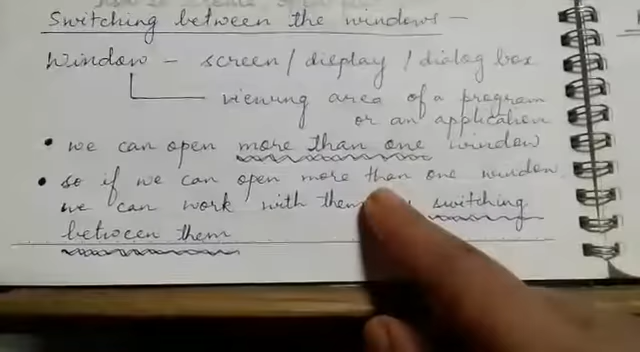 Switching between the windows -
Window - screen / display / dialog box
viewing area of a program
or an application
• we can open more than one window
• so if we can open more than one window
we can work with them switching
between them